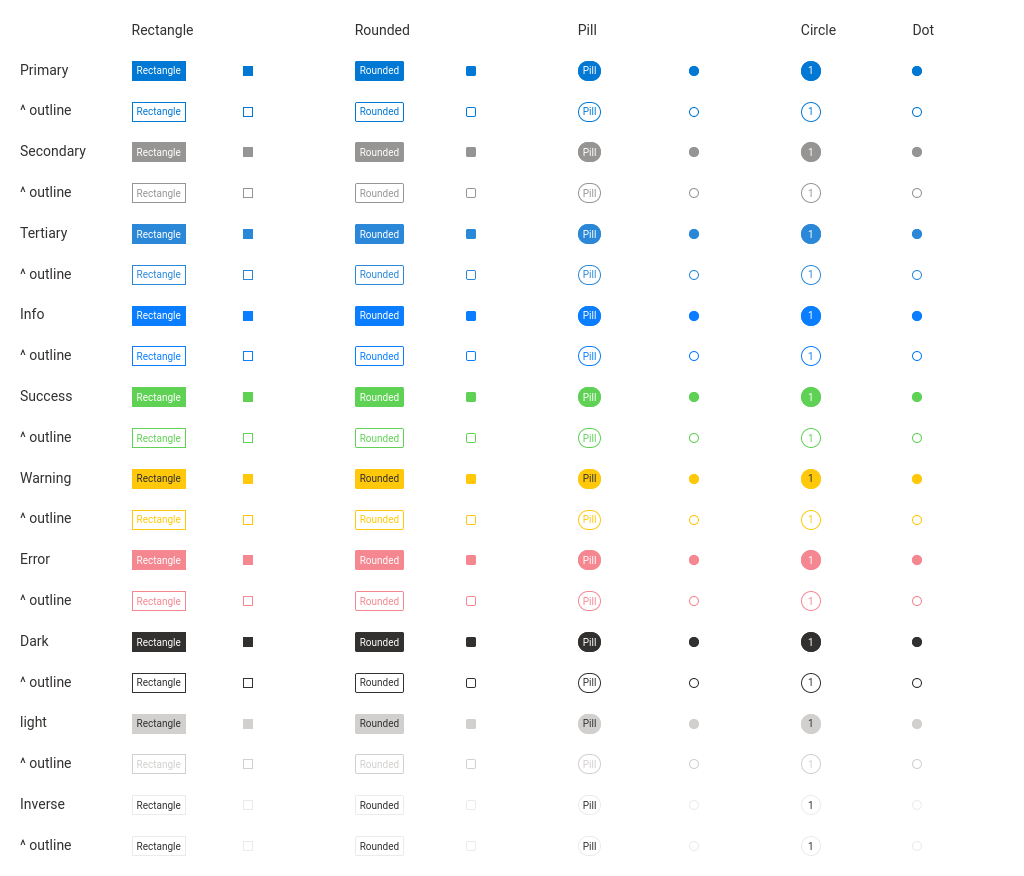 Rectangle Rounded Pill Circle Dot
Primary Rectangle Rounded Pill 1
^ outline Rectangle Rounded Pill 1
Secondary Rectangle Rounded Pill 1
^ outline Rectangle Rounded Pill 1
Tertiary Rectangle Rounded Pill 1
^ outline Rectangle Rounded Pill 1
Info Rectangle Rounded Pill 1
^ outline Rectangle Rounded Pill 1
Success Rectangle Rounded Pill 1
^ outline Rectangle Rounded Pill 1
Warning Rectangle Rounded Pill 1
^ outline Rectangle Rounded Pill 1
Error Rectangle Rounded Pill 1
^ outline Rectangle Rounded Pill 1
Dark Rectangle Rounded Pill 1
^ outline Rectangle Rounded Pill 1
light Rectangle Rounded Pill 1
^ outline Rectangle Rounded Pill 1
Inverse Rectangle Rounded Pill 1
^ outline Rectangle Rounded Pill 1